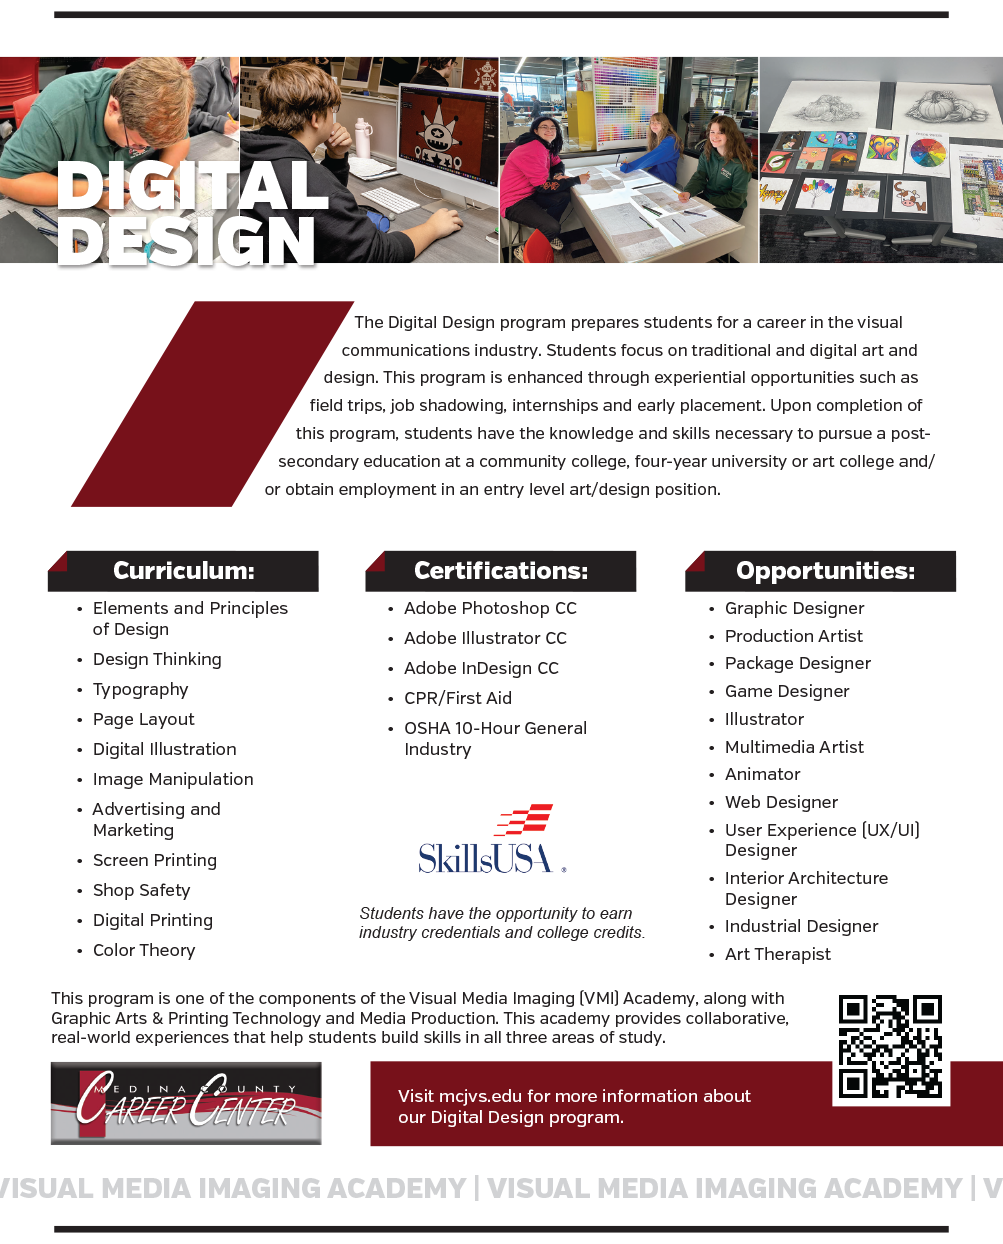 DIGITAL
DESIGN
The Digital Design program prepares students for a career in the visual
communications industry. Students focus on traditional and digital art and
design. This program is enhanced through experiential opportunities such as
field trips, job shadowing, internships and early placement. Upon completion of
this program, students have the knowledge and skills necessary to pursue a post-
secondary education at a community college, four-year university or art college and/
or obtain employment in an entry level art/design position.
Curriculum:
• Elements and Principles
of Design
• Design Thinking
• Typography
• Page Layout
• Digital Illustration
• Image Manipulation
• Advertising and
Marketing
• Screen Printing
• Shop Safety
• Digital Printing
• Color Theory
Certifications:
• Adobe Photoshop CC
• Adobe Illustrator CC
• Adobe InDesign CC
• CPR/First Aid
• OSHA 10-Hour General
Industry
SkillsUSA®
Students have the opportunity to earn
industry credentials and college credits.
Opportunities:
• Graphic Designer
• Production Artist
• Package Designer
• Game Designer
• Illustrator
• Multimedia Artist
• Animator
• Web Designer
• User Experience (UX/UI)
Designer
• Interior Architecture
Designer
• Industrial Designer
• Art Therapist
This program is one of the components of the Visual Media Imaging (VMI) Academy, along with
Graphic Arts & Printing Technology and Media Production. This academy provides collaborative,
real-world experiences that help students build skills in all three areas of study.
MEDINA COUNTY
CAREER CENTER
Visit mcjvs.edu for more information about
our Digital Design program.
VISUAL MEDIA IMAGING ACADEMY | VISUAL MEDIA IMAGING ACADEMY | V